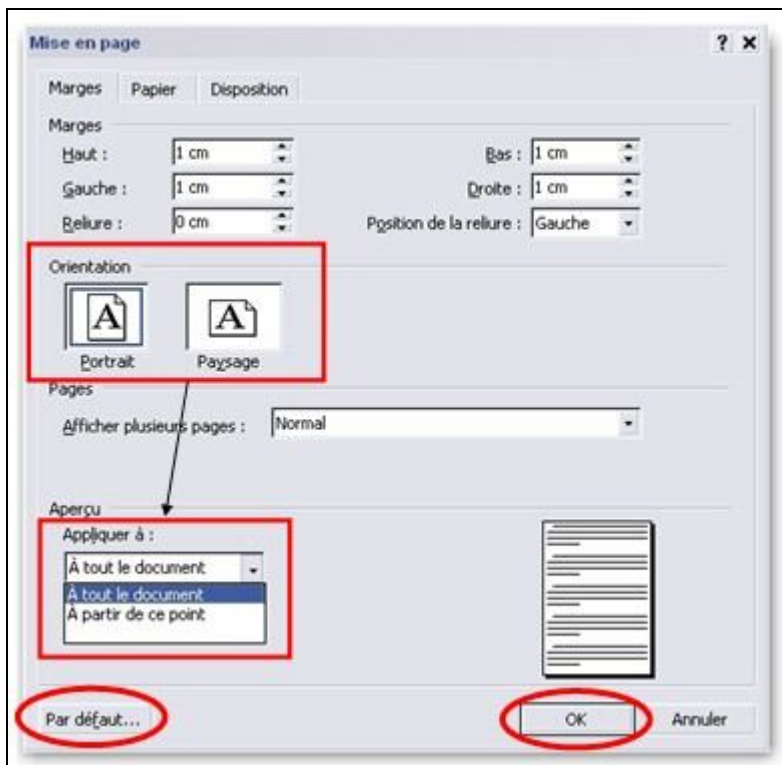 Mise en page
Marges Papier Disposition
Marges
Haut : 1 cm Bas : 1 cm
Gauche : 1 cm Droite : 1 cm
Reliure : 0 cm Position de la reliure : Gauche
Orientation
A A
Portrait Paysage
Pages
Afficher plusieurs pages : Normal
Aperçu
Appliquer à :
À tout le document
À tout le document
À partir de ce point
Par défaut... OK Annuler